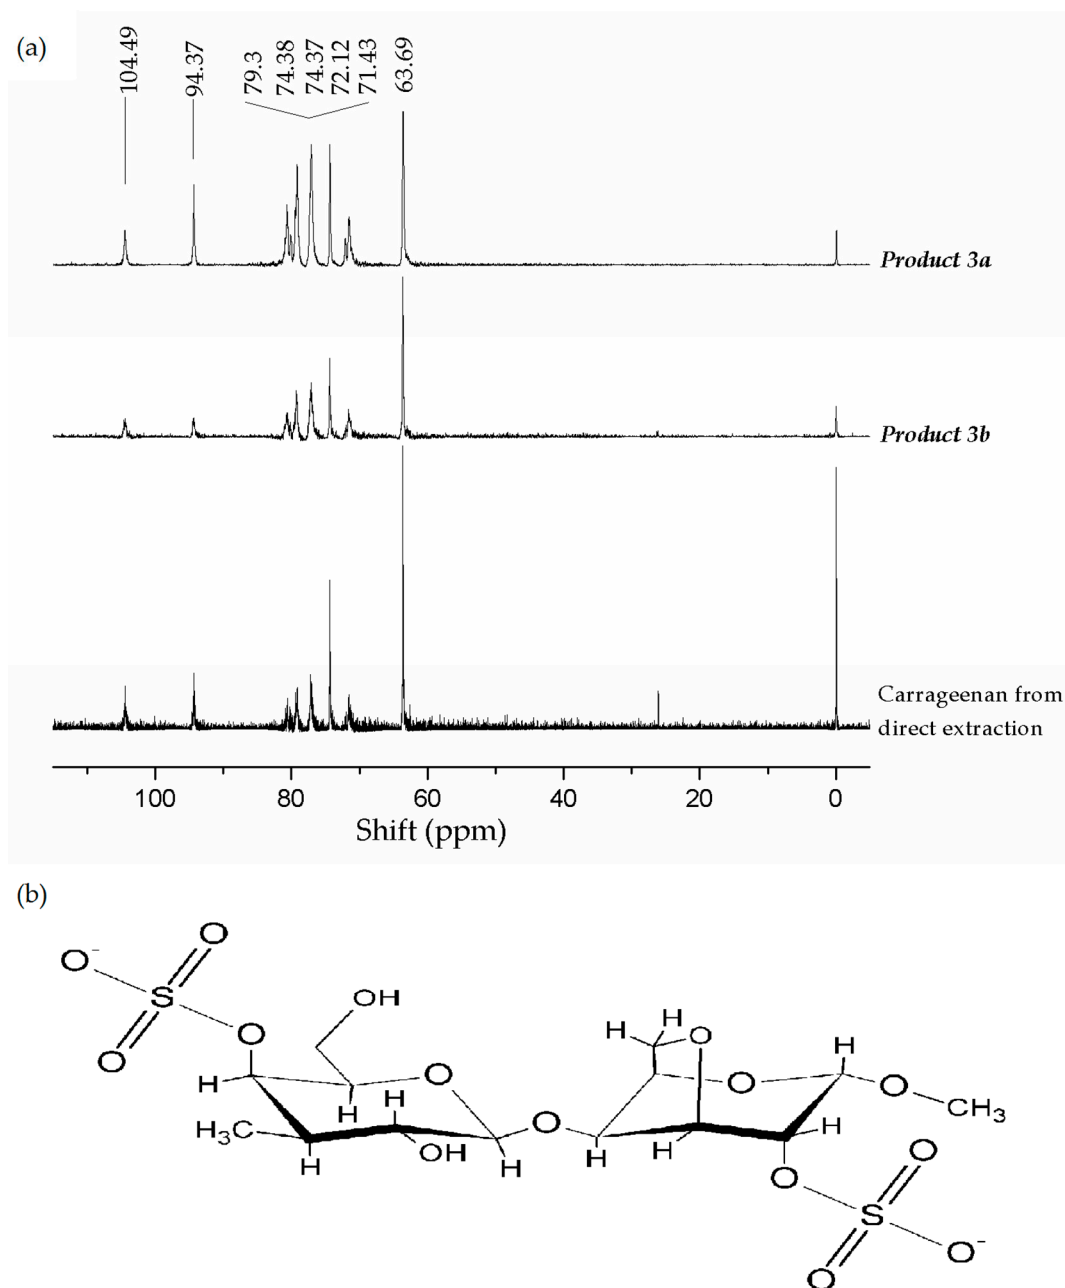 (a)
104.49
94.37
79.3
74.38
74.37
72.12
71.43
63.69
Product 3a
Product 3b
Carrageenan from
direct extraction
100
80
60
40
20
0
Shift (ppm)
(b)
O⁻
O
S
O
O
OH
H
H₃C
H
H
H
OH
O
H
O
H
H
H
O
O
H
H
H
O
CH₃
O
S
O
O
O⁻